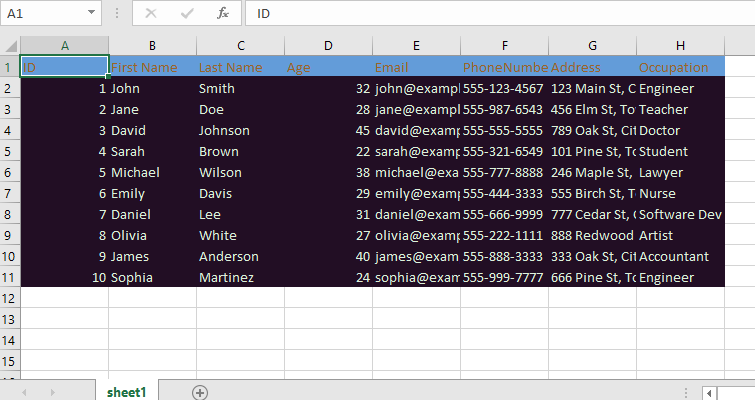 A1 fx ID
A B C D E F G H
1 ID First Name Last Name Age Email PhoneNumbe Address Occupation
2 1 John Smith 32 john@exampl 555-123-4567 123 Main St, C Engineer
3 2 Jane Doe 28 jane@exampl 555-987-6543 456 Elm St, To Teacher
4 3 David Johnson 45 david@exam 555-555-5555 789 Oak St, Cit Doctor
5 4 Sarah Brown 22 sarah@exam 555-321-6549 101 Pine St, To Student
6 5 Michael Wilson 38 michael@exa 555-777-8888 246 Maple St, Lawyer
7 6 Emily Davis 29 emily@exam 555-444-3333 555 Birch St, T Nurse
8 7 Daniel Lee 31 daniel@exam 555-666-9999 777 Cedar St, Software Dev
9 8 Olivia White 27 olivia@exam 555-222-1111 888 Redwood Artist
10 9 James Anderson 40 james@exam 555-888-3333 333 Oak St, Cit Accountant
11 10 Sophia Martinez 24 sophia@exam 555-999-7777 666 Pine St, To Engineer
12
13
14
15
sheet1